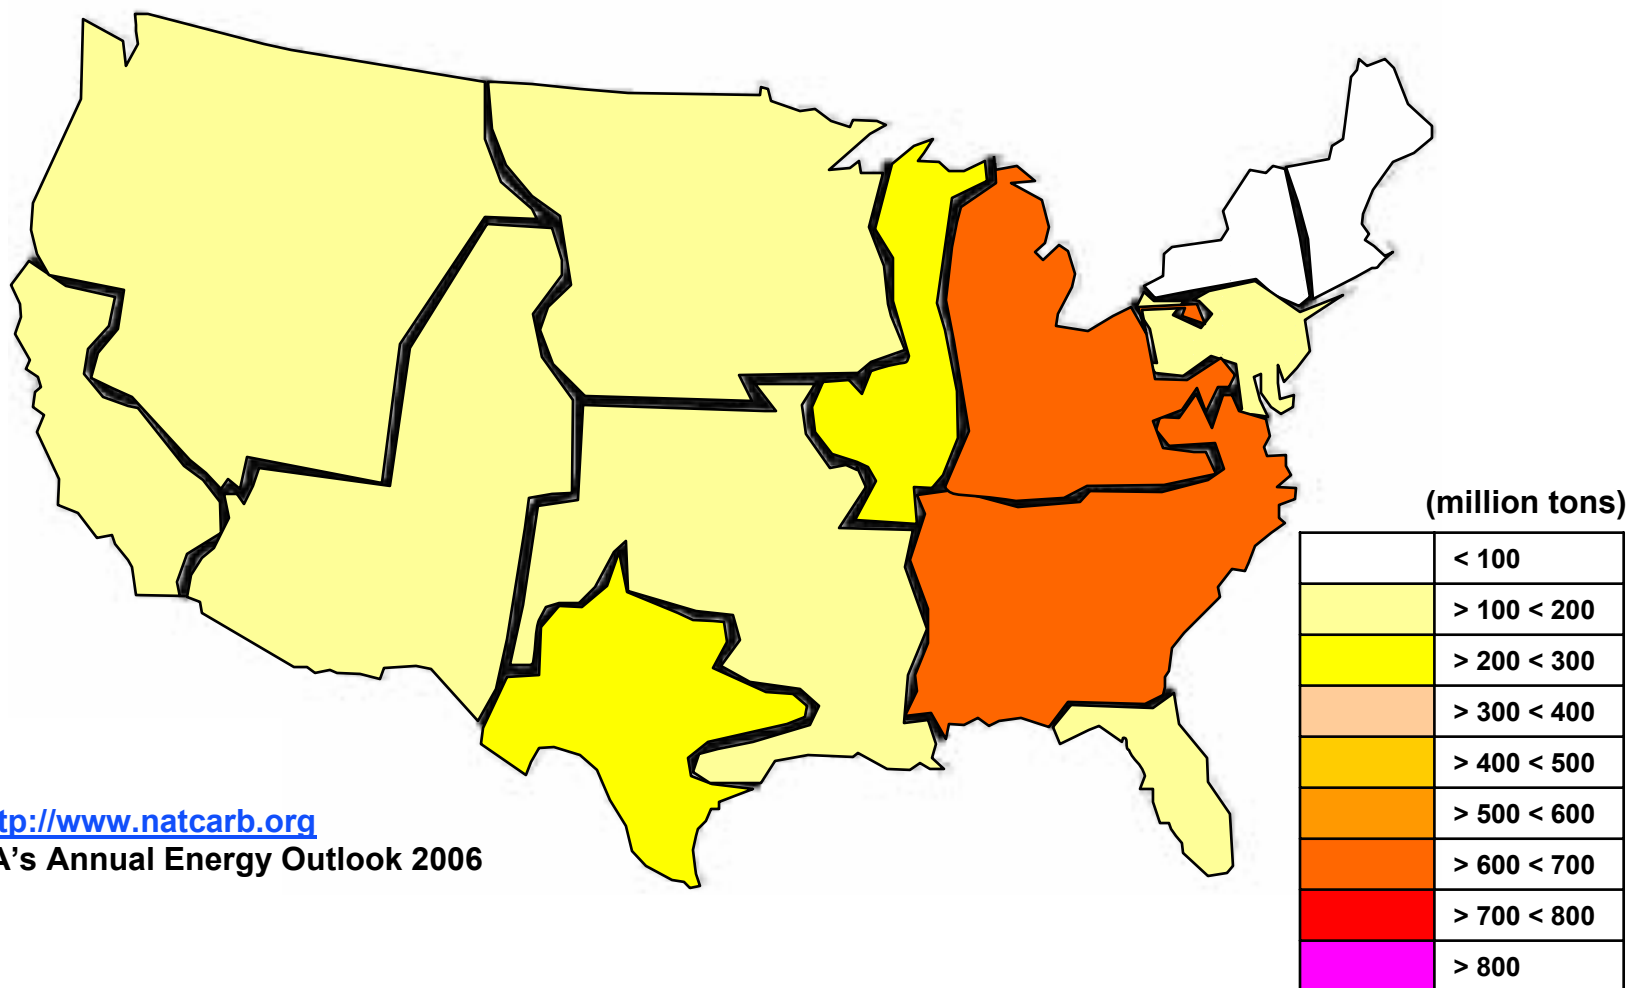 (million tons)
< 100
> 100 < 200
> 200 < 300
> 300 < 400
> 400 < 500
> 500 < 600
> 600 < 700
> 700 < 800
> 800
tp://www.natcarb.org
A’s Annual Energy Outlook 2006